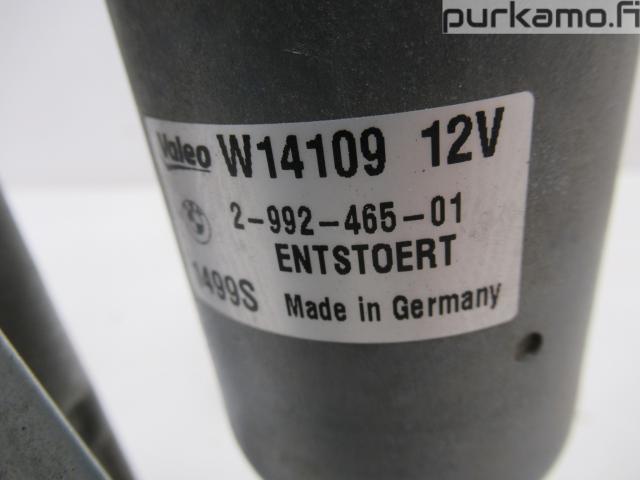 purkamo.fi
Valeo W14109 12V
2-992-465-01
ENTSTOERT
1499S Made in Germany